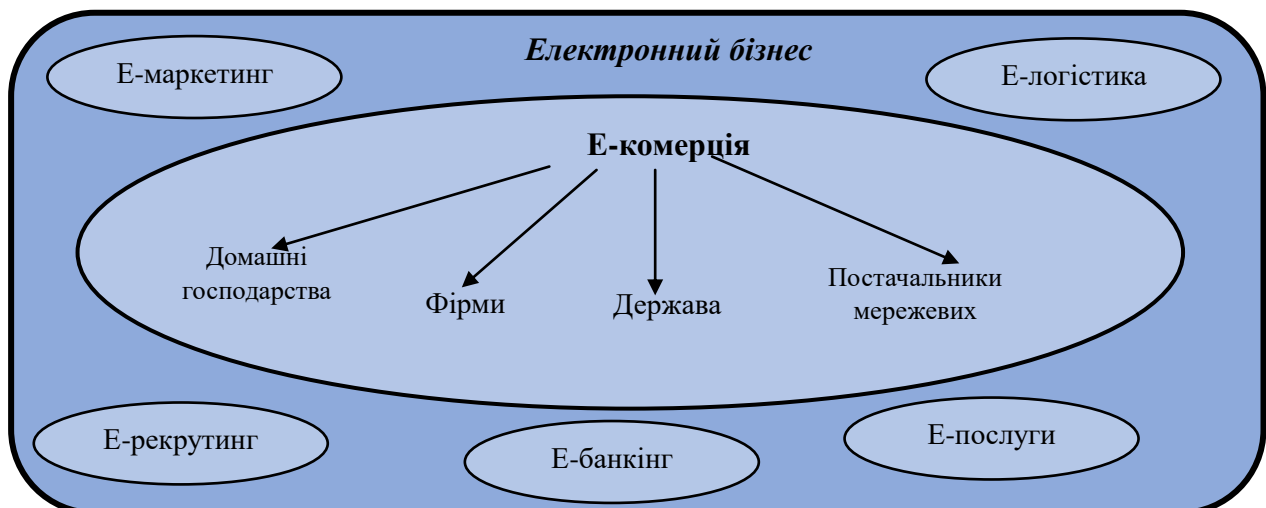 Електронний бізнес
Е-маркетинг
Е-логістика
Е-комерція
Домашні
господарства
Фірми
Держава
Постачальники
мережевих
Е-рекрутинг
Е-банкінг
Е-послуги